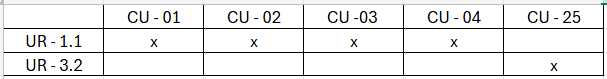 CU - 01 CU - 02 CU -03 CU - 04 CU - 25
UR - 1.1 x x x x
UR - 3.2 x